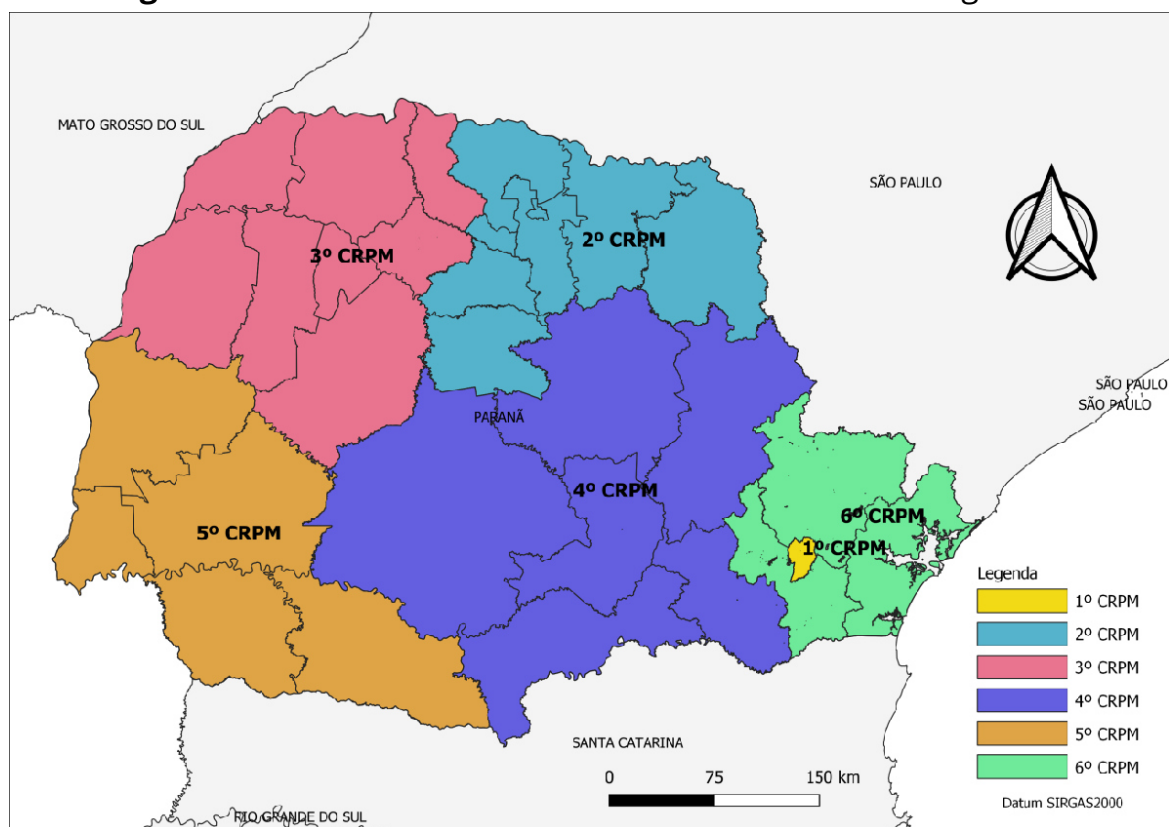 MATO GROSSO DO SUL
SÃO PAULO
2º CRPM
3º CRPM
SÃO PAULO
SÃO PAULO
PARANÁ
4º CRPM
6º CRPM
5º CRPM
1º CRPM
Legenda
1º CRPM
2º CRPM
3º CRPM
4º CRPM
5º CRPM
6º CRPM
SANTA CATARINA
0 75 150 km
Datum SIRGAS2000
RIO GRANDE DO SUL